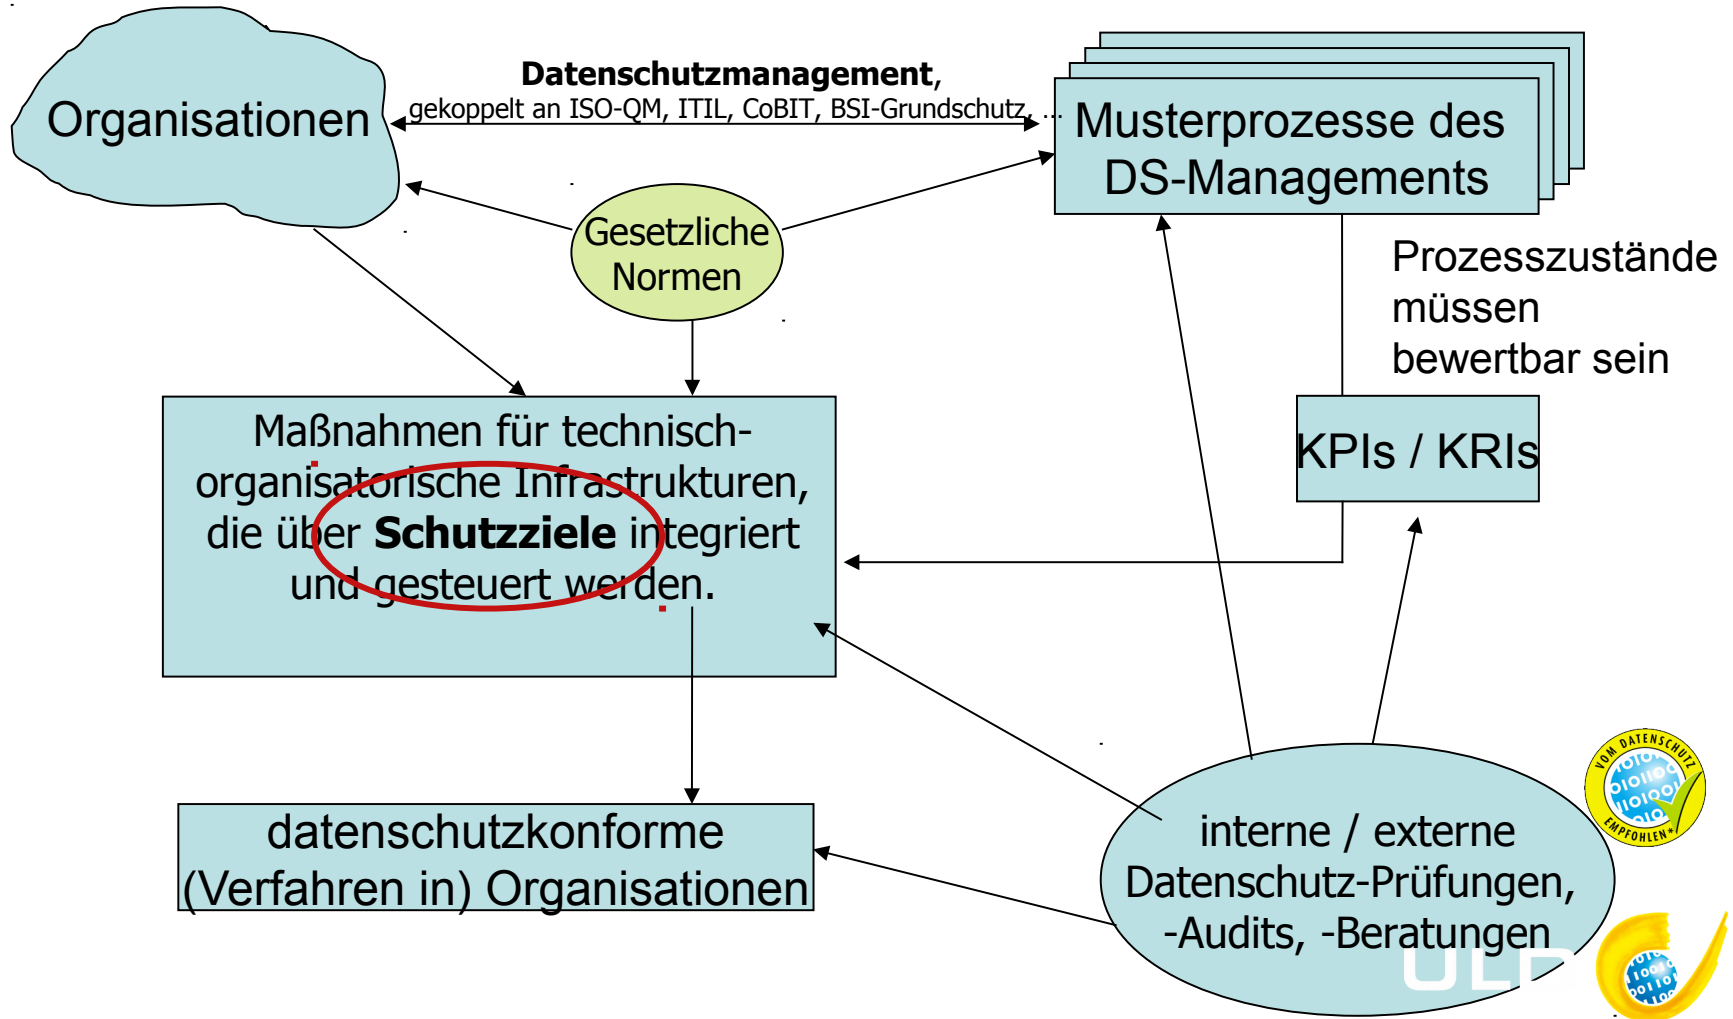 Datenschutzmanagement,
gekoppelt an ISO-QM, ITIL, CoBIT, BSI-Grundschutz, ...
Organisationen
Musterprozesse des
DS-Managements
Gesetzliche
Normen
Prozesszustände
müssen
bewertbar sein
KPIs / KRIs
Maßnahmen für technisch-
organisatorische Infrastrukturen,
die über Schutzziele integriert
und gesteuert werden.
datenschutzkonforme
(Verfahren in) Organisationen
interne / externe
Datenschutz-Prüfungen,
-Audits, -Beratungen
VOM DATENSCHUTZ
EMPFOHLEN*
ULD